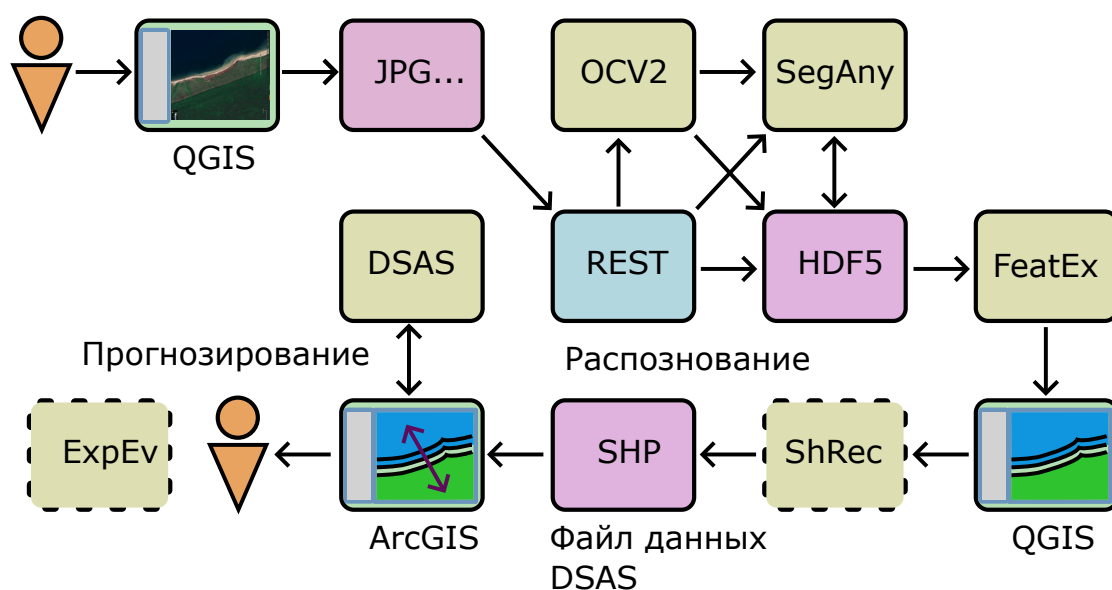 JPG...
OCV2
SegAny
QGIS
DSAS
REST
HDF5
FeatEx
Прогнозирование
Распознование
ExpEv
SHP
ShRec
ArcGIS
Файл данных
DSAS
QGIS